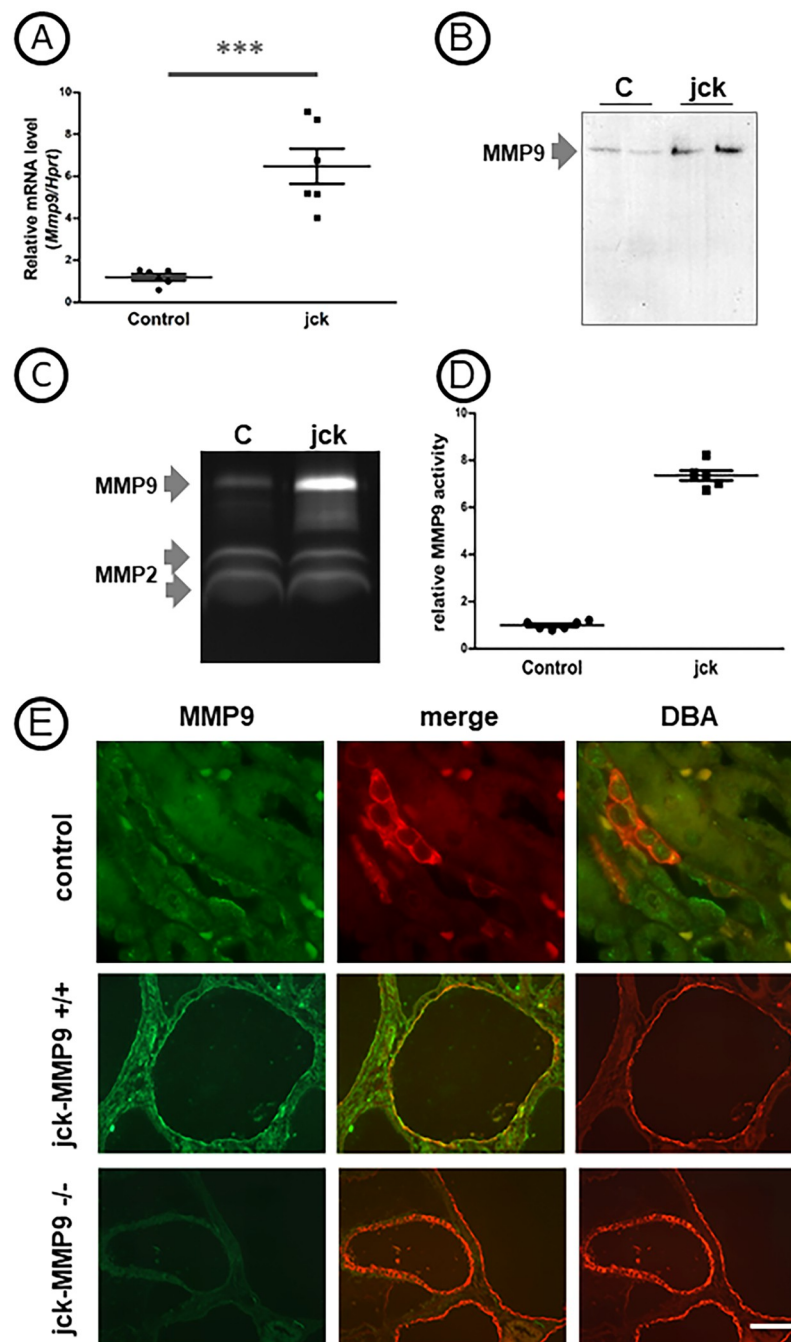 A
***
Relative mRNA level
(Mmp9/Hprt)
10
8
6
4
2
0
Control
jck
B
C
jck
MMP9
C
C
jck
MMP9
MMP2
D
relative MMP9 activity
10
8
6
4
2
0
Control
jck
E
MMP9
merge
DBA
control
jck-MMP9 +/+
jck-MMP9 -/-